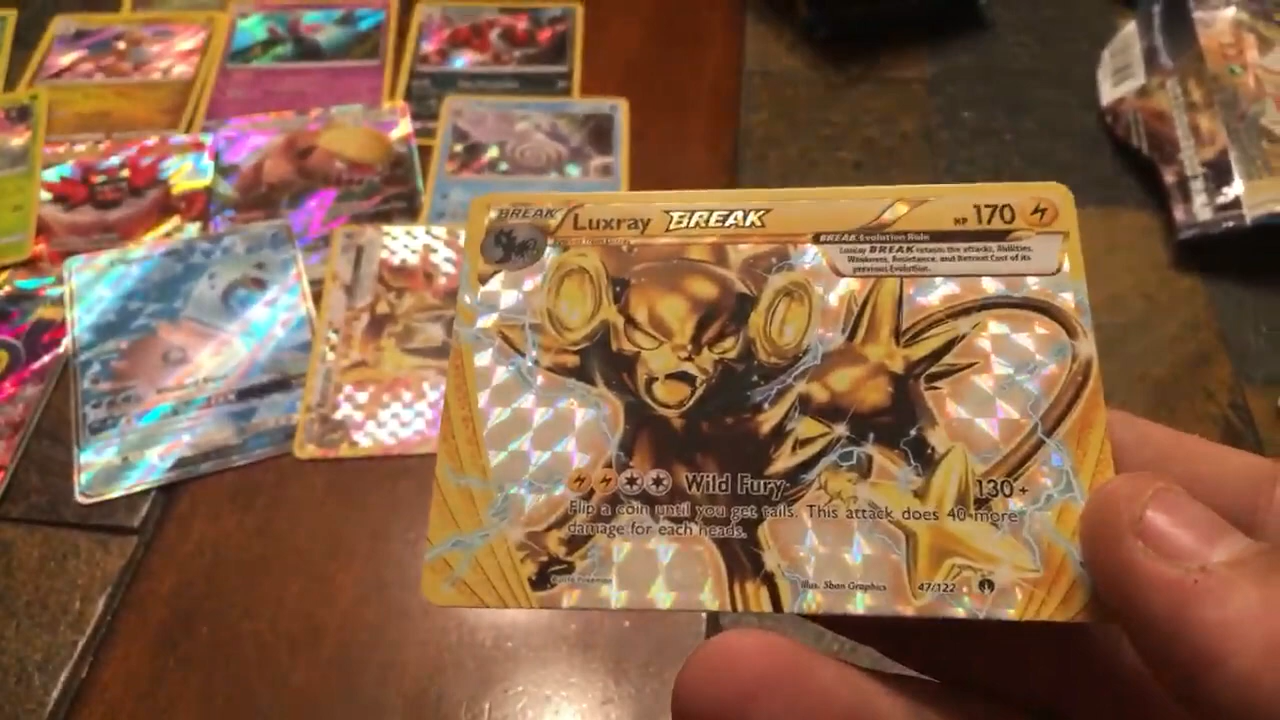 BREAK Luxray BREAK HP 170
BREAK Evolution Rule
Luxray BREAK retains the attacks, Abilities,
Weakness, Resistance, and Retreat Cost of its
previous Evolution.
Wild Fury 130+
Flip a coin until you get tails. This attack does 40 more
damage for each heads.
©2016 Pokémon Illus. 5ban Graphics 47/122